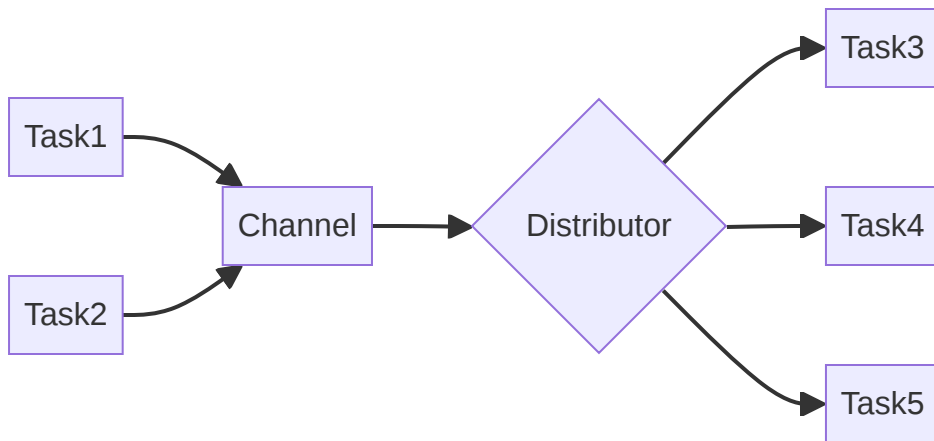 Task1
Task2
Channel
Distributor
Task3
Task4
Task5